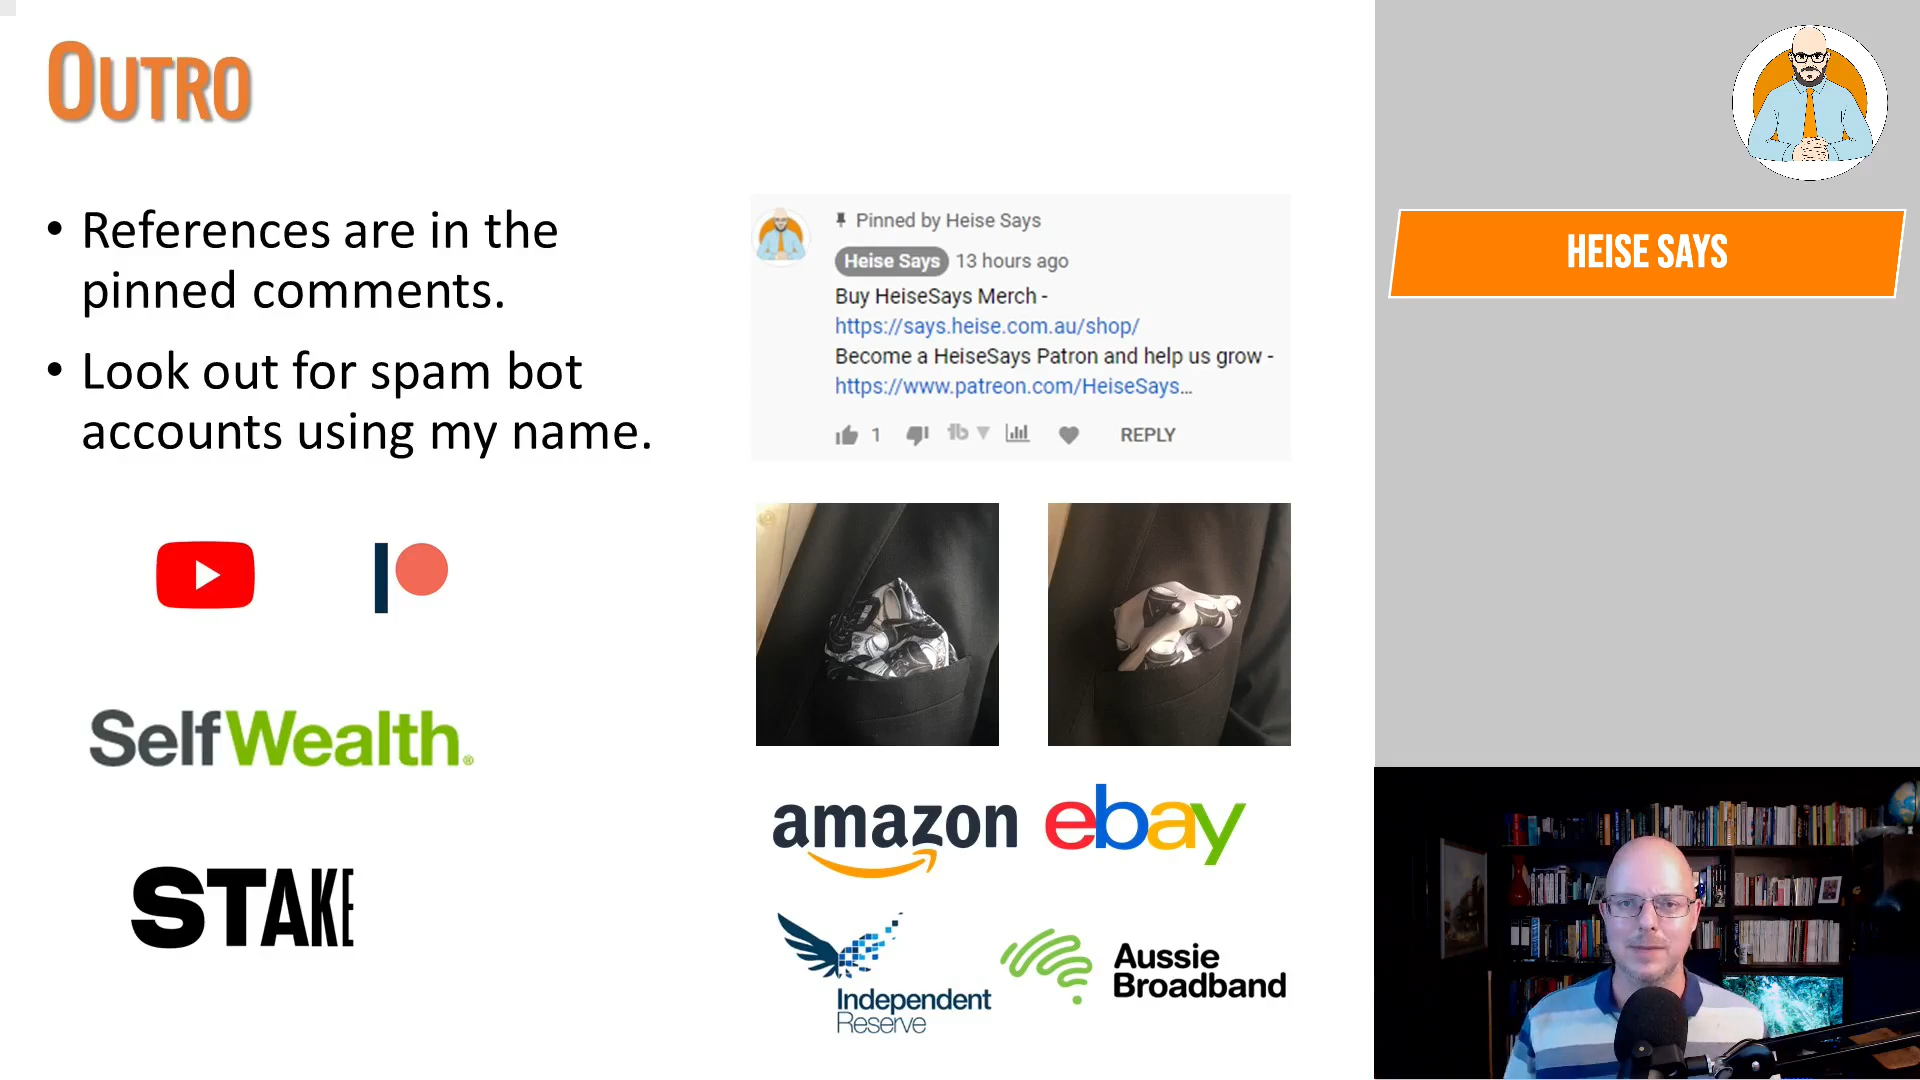 Outro
• References are in the
pinned comments.
• Look out for spam bot
accounts using my name.
SelfWealth®
STAKE
Pinned by Heise Says
Heise Says 13 hours ago
Buy HeiseSays Merch -
https://says.heise.com.au/shop/
Become a HeiseSays Patron and help us grow -
https://www.patreon.com/HeiseSays...
1 REPLY
amazon ebay
Independent
Reserve
Aussie
Broadband
HEISE SAYS